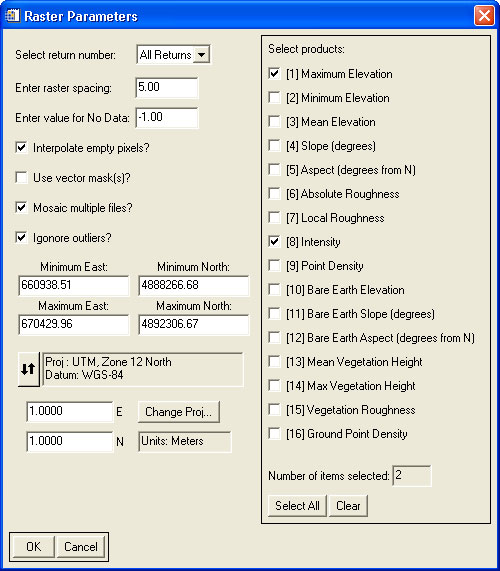 Raster Parameters
Select return number: All Returns
Enter raster spacing: 5.00
Enter value for No Data: -1.00
Interpolate empty pixels?
Use vector mask(s)?
Mosaic multiple files?
Igonore outliers?
Minimum East: Minimum North:
660938.51 4888266.68
Maximum East: Maximum North:
670429.96 4892306.67
Proj : UTM, Zone 12 North
Datum: WGS-84
1.0000 E Change Proj...
1.0000 N Units: Meters
OK Cancel
Select products:
[1] Maximum Elevation
[2] Minimum Elevation
[3] Mean Elevation
[4] Slope (degrees)
[5] Aspect (degrees from N)
[6] Absolute Roughness
[7] Local Roughness
[8] Intensity
[9] Point Density
[10] Bare Earth Elevation
[11] Bare Earth Slope (degrees)
[12] Bare Earth Aspect (degrees from N)
[13] Mean Vegetation Height
[14] Max Vegetation Height
[15] Vegetation Roughness
[16] Ground Point Density
Number of items selected: 2
Select All Clear